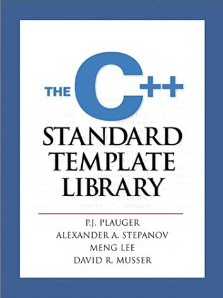 THE C++
STANDARD
TEMPLATE
LIBRARY
P.J. PLAUGER
ALEXANDER A. STEPANOV
MENG LEE
DAVID R. MUSSER